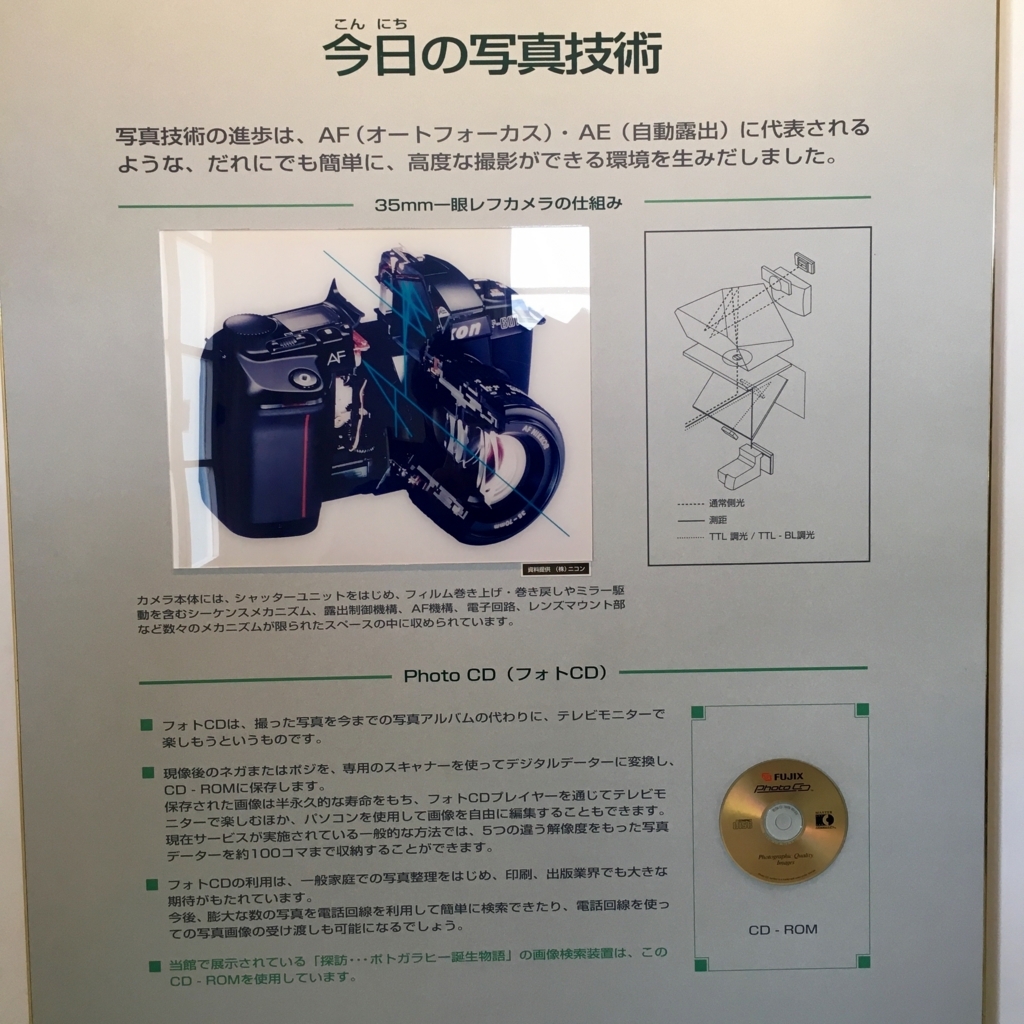 こん にち
今日の写真技術
写真技術の進歩は、AF（オートフォーカス）・AE（自動露出）に代表される
ような、だれにでも簡単に、高度な撮影ができる環境を生みだしました。
35mm一眼レフカメラの仕組み
AF
資料提供 （株）ニコン
通常側光
測距
TTL 調光 / TTL - BL調光
カメラ本体には、シャッターユニットをはじめ、フィルム巻き上げ・巻き戻しやミラー駆
動を含むシーケンスメカニズム、露出制御機構、AF機構、電子回路、レンズマウント部
など数々のメカニズムが限られたスペースの中に収められています。
Photo CD（フォトCD）
■ フォトCDは、撮った写真を今までの写真アルバムの代わりに、テレビモニターで
楽しもうというものです。
■ 現像後のネガまたはポジを、専用のスキャナーを使ってデジタルデーターに変換し、
CD - ROMに保存します。
保存された画像は半永久的な寿命をもち、フォトCDプレイヤーを通じてテレビモ
ニターで楽しむほか、パソコンを使用して画像を自由に編集することもできます。
現在サービスが実施されている一般的な方法では、5つの違う解像度をもった写真
データーを約100コマまで収納することができます。
■ フォトCDの利用は、一般家庭での写真整理をはじめ、印刷、出版業界でも大きな
期待がもたれています。
今後、膨大な数の写真を電話回線を利用して簡単に検索できたり、電話回線を使っ
ての写真画像の受け渡しも可能になるでしょう。
■ 当館で展示されている「探訪･･･ポトガラヒー誕生物語」の画像検索装置は、この
CD - ROMを使用しています。
FUJIX
Photo CD
Photographic Quality
Images
CD - ROM